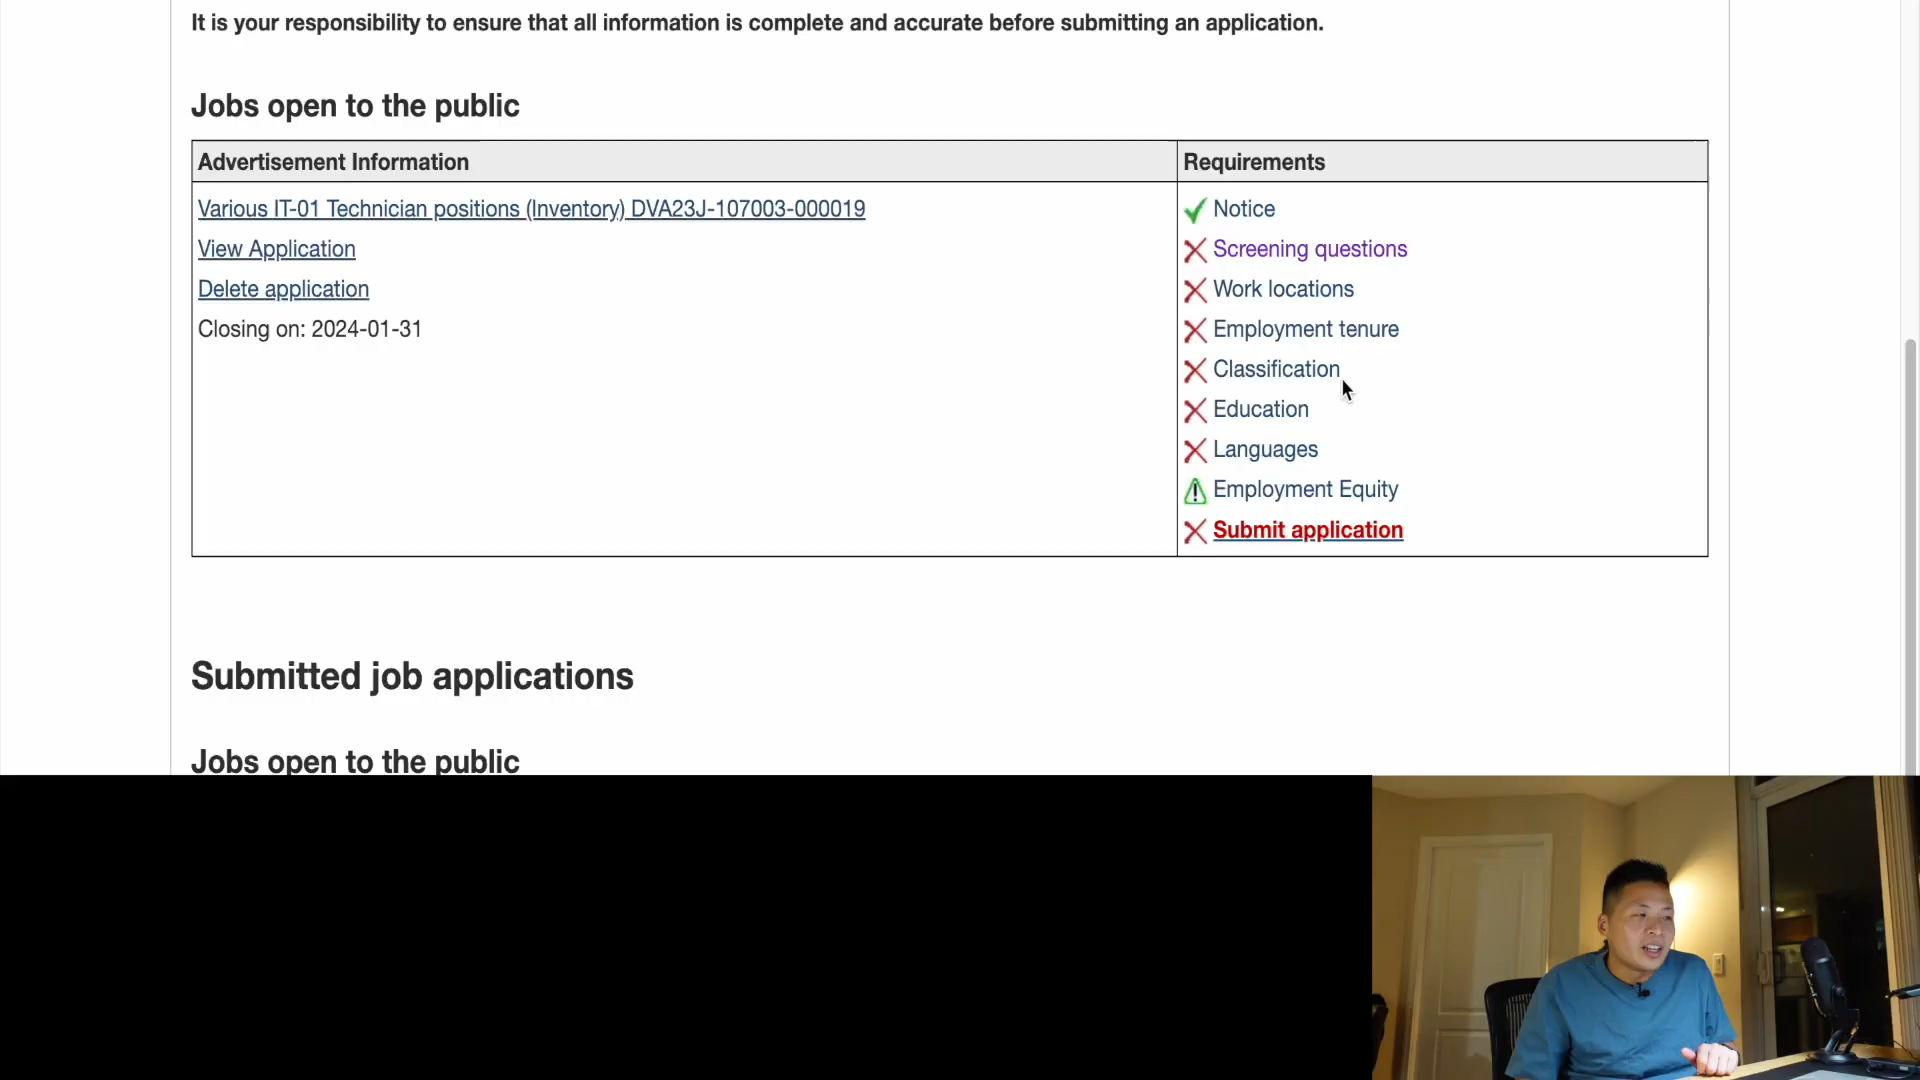 It is your responsibility to ensure that all information is complete and accurate before submitting an application.
Jobs open to the public
Advertisement Information
Requirements
Various IT-01 Technician positions (Inventory) DVA23J-107003-000019
View Application
Delete application
Closing on: 2024-01-31
Notice
Screening questions
Work locations
Employment tenure
Classification
Education
Languages
Employment Equity
Submit application
Submitted job applications
Jobs open to the public